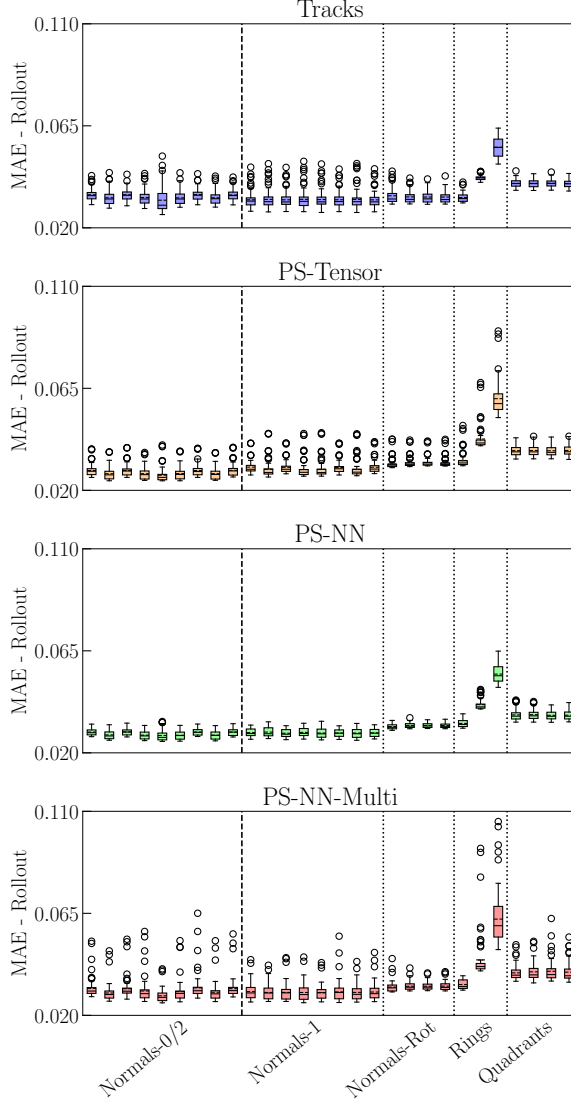 Tracks
0.110
0.065
0.020
MAE - Rollout
PS-Tensor
0.110
0.065
0.020
MAE - Rollout
PS-NN
0.110
0.065
0.020
MAE - Rollout
PS-NN-Multi
0.110
0.065
0.020
MAE - Rollout
Normals-0/2
Normals-1
Normals-Rot
Rings
Quadrants